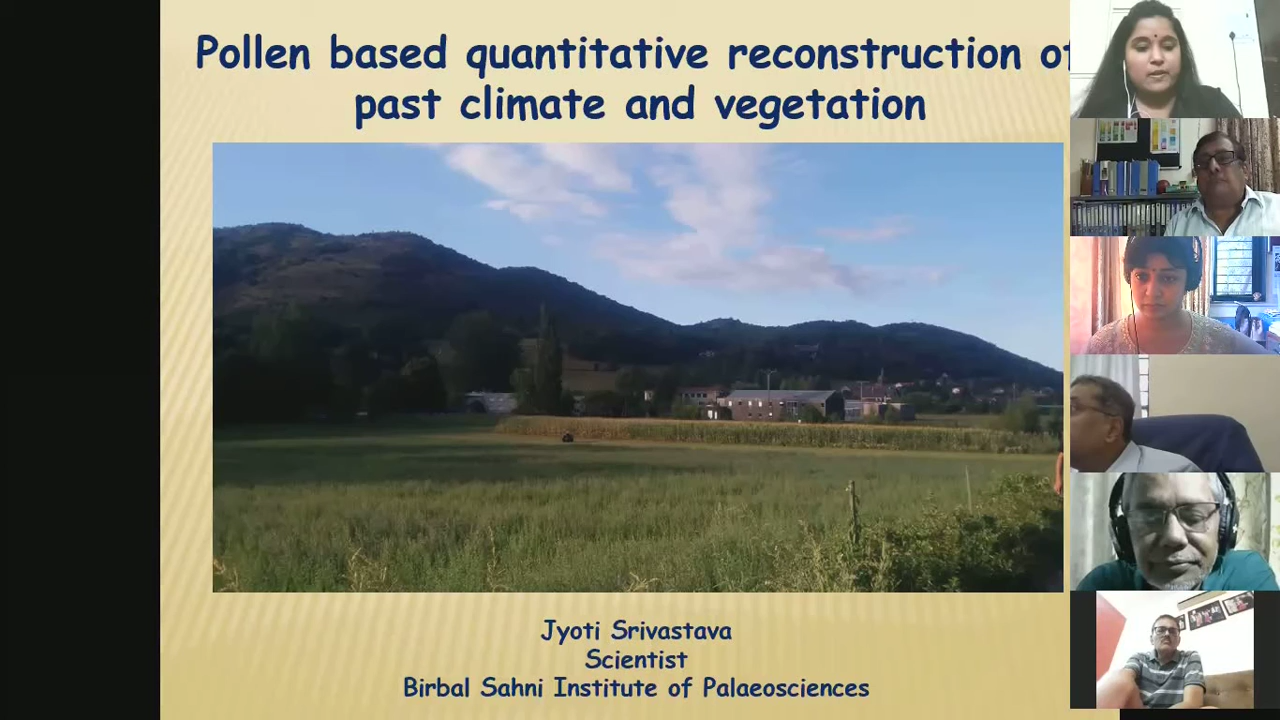 Pollen based quantitative reconstruction of
past climate and vegetation
Jyoti Srivastava
Scientist
Birbal Sahni Institute of Palaeosciences